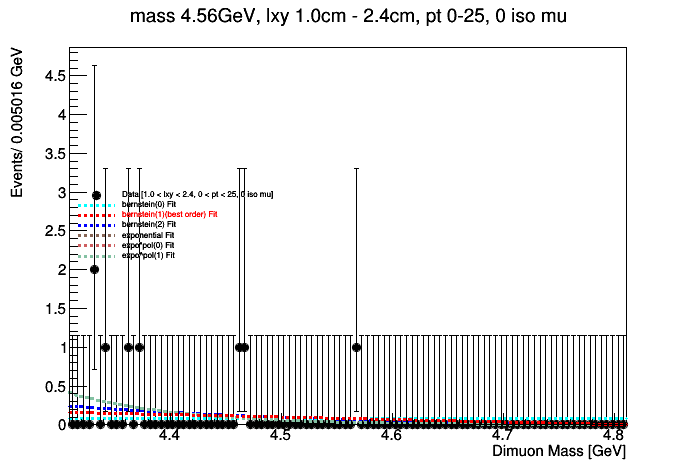 mass 4.56GeV, lxy 1.0cm - 2.4cm, pt 0-25, 0 iso mu
Events/ 0.005016 GeV
4.5
4
3.5
3
2.5
2
1.5
1
0.5
0
Data [1.0 < lxy < 2.4, 0 < pt < 25, 0 iso mu]
bernstein(0) Fit
bernstein(1)(best order) Fit
bernstein(2) Fit
exponential Fit
expo*pol(0) Fit
expo*pol(1) Fit
4.4 4.5 4.6 4.7 4.8
Dimuon Mass [GeV]